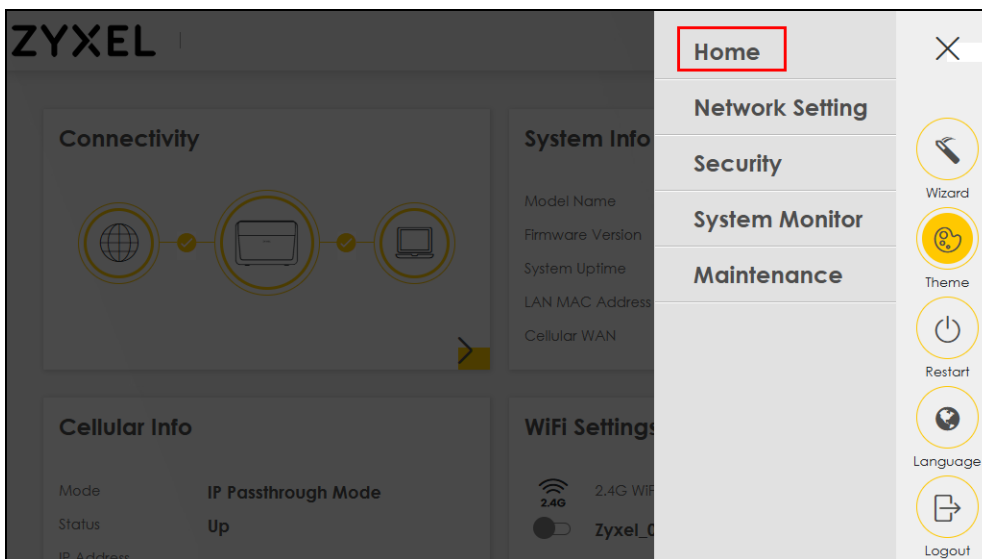 ZYXEL
Connectivity
System Info
Model Name
Firmware Version
System Uptime
LAN MAC Address
Cellular WAN
Cellular Info
Mode IP Passthrough Mode
Status Up
IP Address
WiFi Settings
2.4G
2.4G WiF
Zyxel_0
Home
Network Setting
Security
System Monitor
Maintenance
Wizard
Theme
Restart
Language
Logout